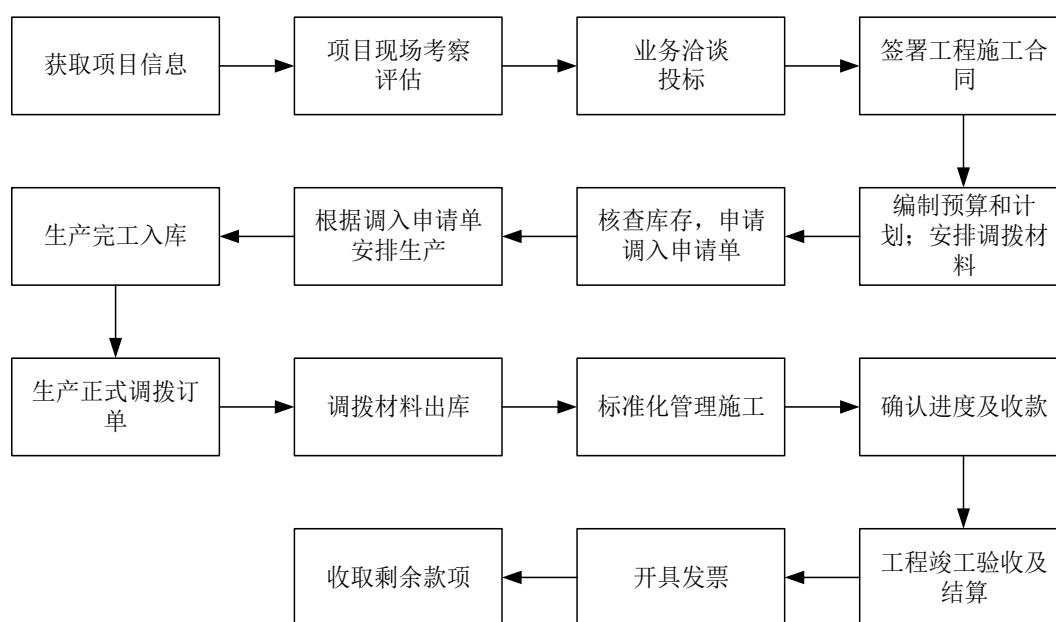 获取项目信息
项目现场考察
评估
业务洽谈
投标
签署工程施工合
同
编制预算和计
划；安排调拨材
料
核查库存，申请
调入申请单
根据调入申请单
安排生产
生产完工入库
生产正式调拨订
单
调拨材料出库
标准化管理施工
确认进度及收款
工程竣工验收及
结算
开具发票
收取剩余款项